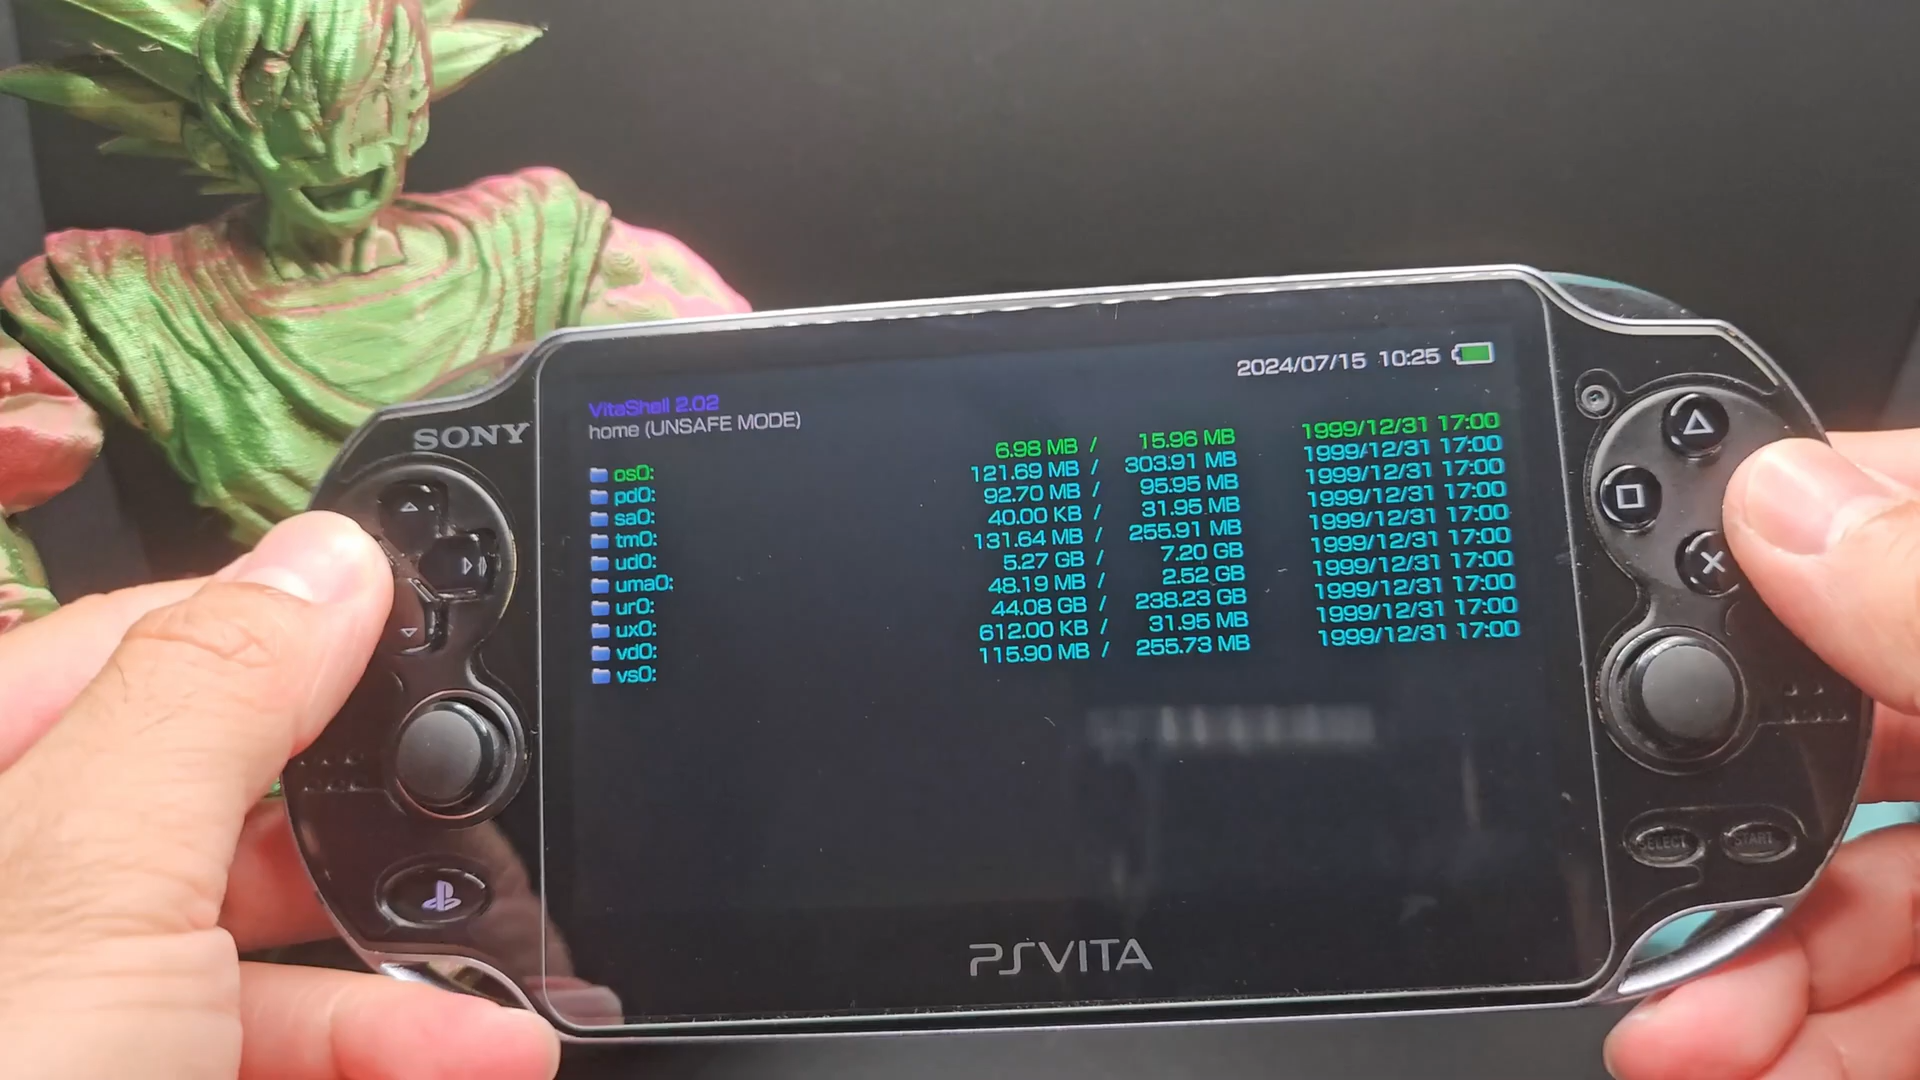 2024/07/15 10:25
VitaShell 2.02
home (UNSAFE MODE)
os0: 6.98 MB / 15.96 MB 1999/12/31 17:00
pd0: 121.69 MB / 303.91 MB 1999/12/31 17:00
sa0: 92.70 MB / 95.95 MB 1999/12/31 17:00
tm0: 40.00 KB / 31.95 MB 1999/12/31 17:00
ud0: 131.64 MB / 255.91 MB 1999/12/31 17:00
uma0: 5.27 GB / 7.20 GB 1999/12/31 17:00
ur0: 48.19 MB / 2.52 GB 1999/12/31 17:00
ux0: 44.08 GB / 238.23 GB 1999/12/31 17:00
vd0: 612.00 KB / 31.95 MB 1999/12/31 17:00
vs0: 115.90 MB / 255.73 MB 1999/12/31 17:00
SONY
SELECT
START
PSVITA